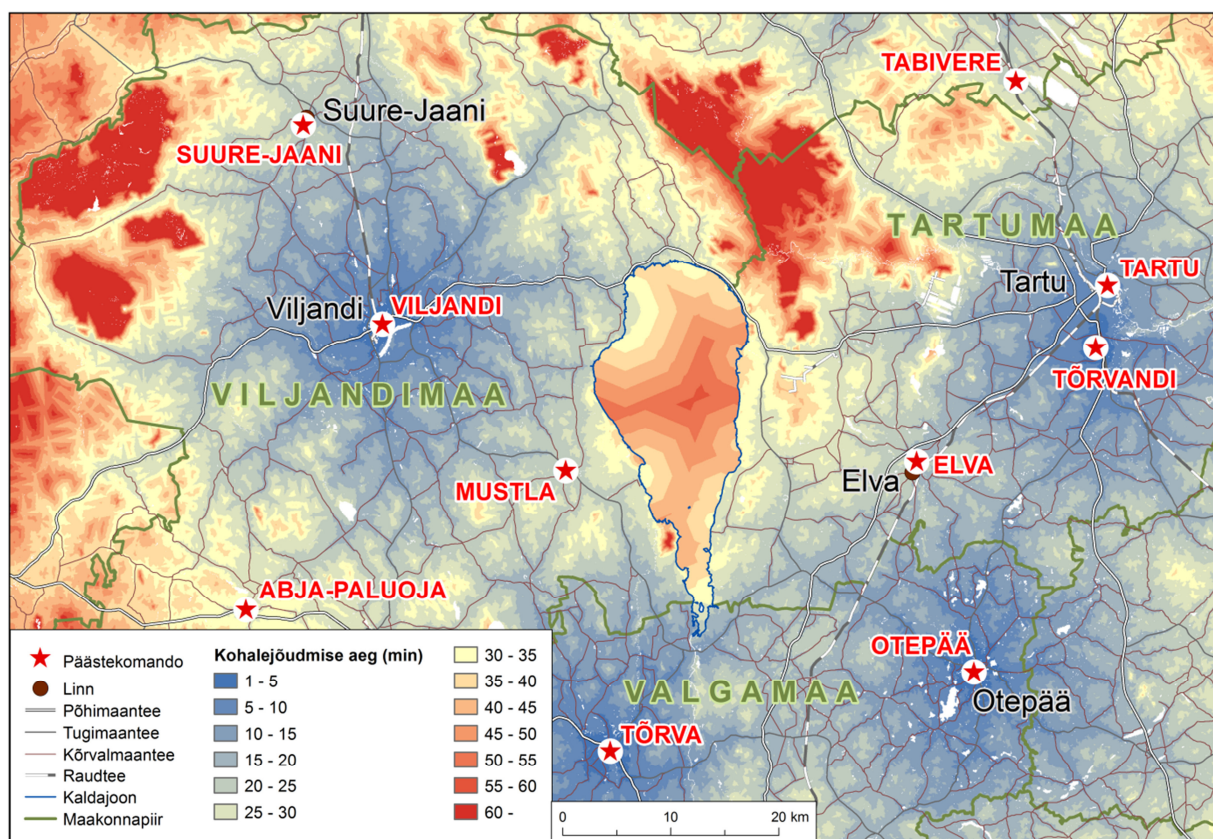 TABIVERE
Suure-Jaani
SUURE-JAANI
TARTUMAA
TARTU
Tartu
Viljandi
VILJANDI
TÕRVANDI
VILJANDIMAA
ELVA
Elva
MUSTLA
ABJA-PALUOJA
OTEPÄÄ
VALGAMAA
Otepää
TÕRVA
Päästekomando
Linn
Põhimaantee
Tugimaantee
Kõrvalmaantee
Raudtee
Kaldajoon
Maakonnapiir
Kohalejõudmise aeg (min)
1 - 5
5 - 10
10 - 15
15 - 20
20 - 25
25 - 30
30 - 35
35 - 40
40 - 45
45 - 50
50 - 55
55 - 60
60 -
0 10 20 km